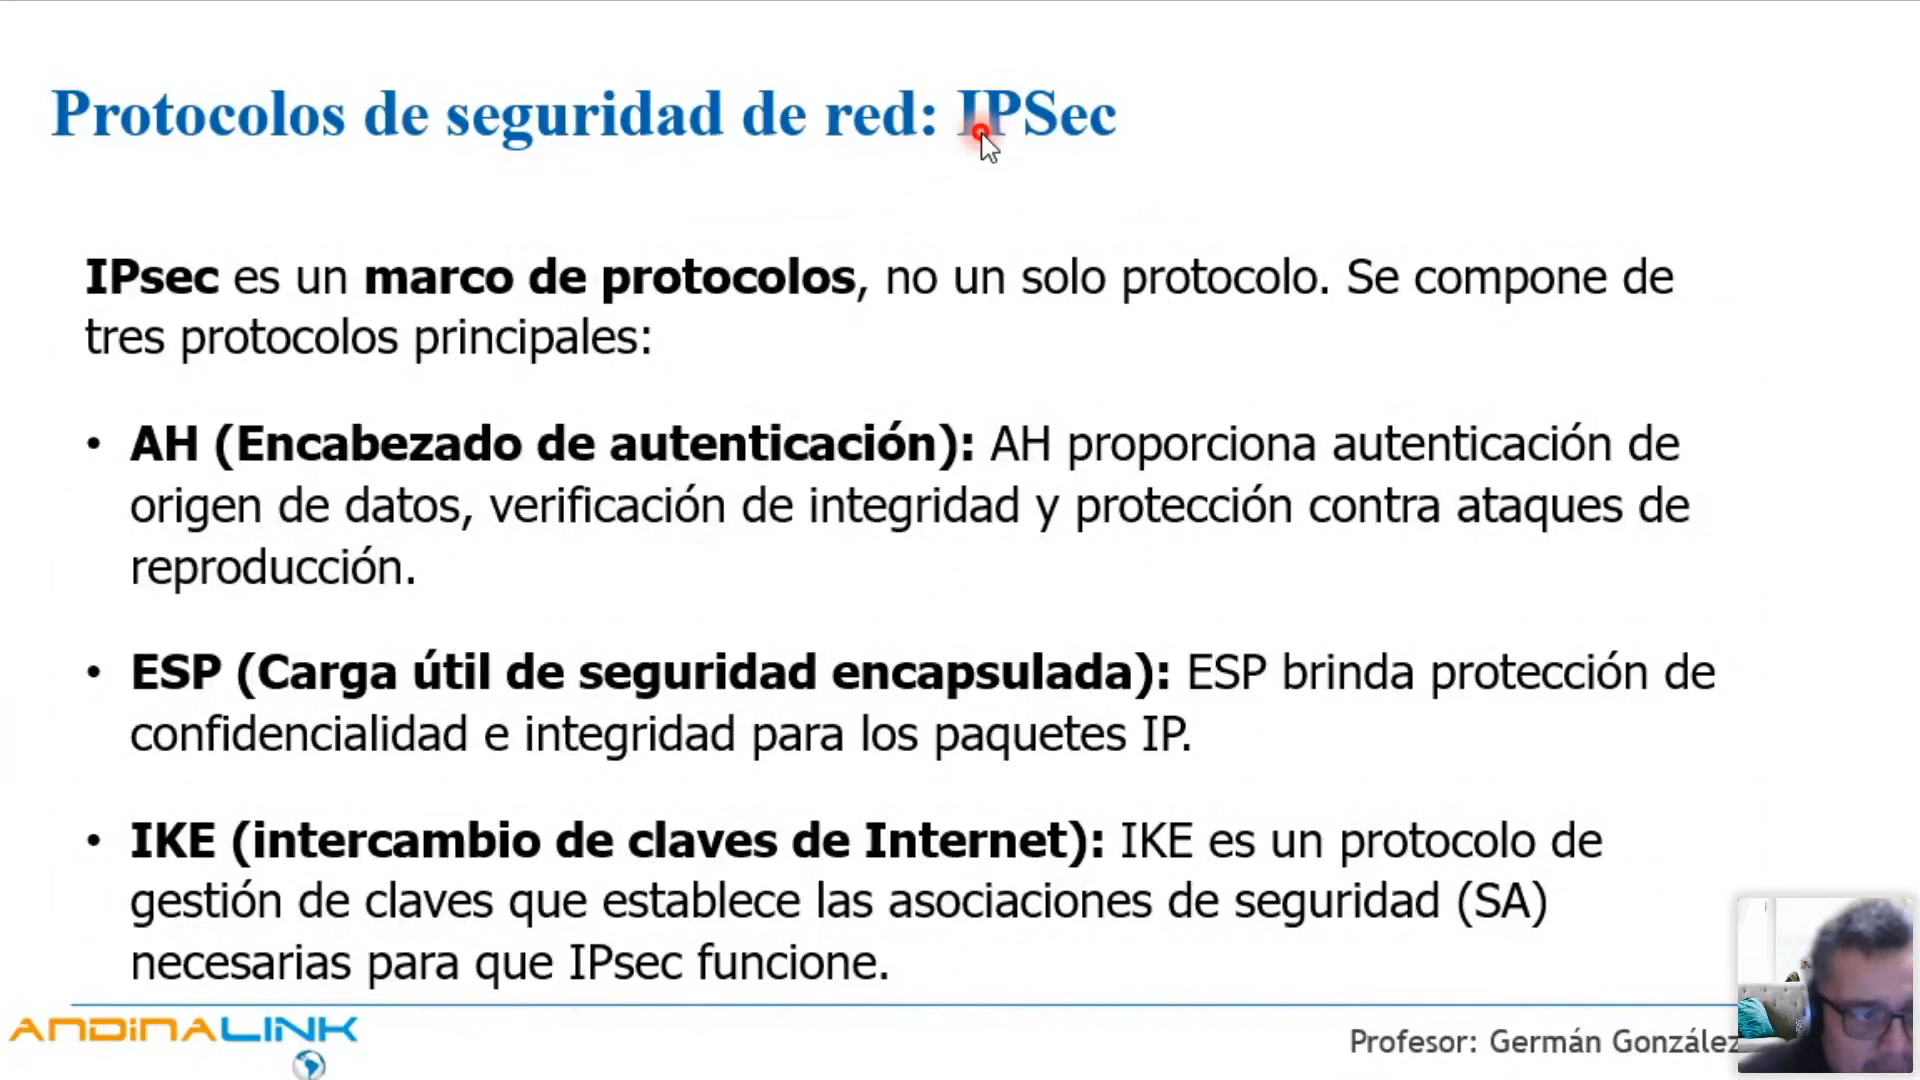 Protocolos de seguridad de red: IPSec
IPsec es un marco de protocolos, no un solo protocolo. Se compone de
tres protocolos principales:
• AH (Encabezado de autenticación): AH proporciona autenticación de
origen de datos, verificación de integridad y protección contra ataques de
reproducción.
• ESP (Carga útil de seguridad encapsulada): ESP brinda protección de
confidencialidad e integridad para los paquetes IP.
• IKE (intercambio de claves de Internet): IKE es un protocolo de
gestión de claves que establece las asociaciones de seguridad (SA)
necesarias para que IPsec funcione.
ANDINALINK
Profesor: Germán González